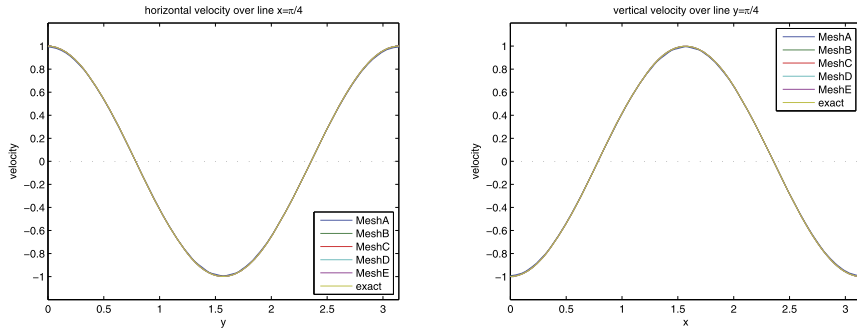 horizontal velocity over line x=π/4
velocity
1
0.8
0.6
0.4
0.2
0
−0.2
−0.4
−0.6
−0.8
−1
0
0.5
1
1.5
2
2.5
3
y
MeshA
MeshB
MeshC
MeshD
MeshE
exact
vertical velocity over line y=π/4
velocity
1
0.8
0.6
0.4
0.2
0
−0.2
−0.4
−0.6
−0.8
−1
0
0.5
1
1.5
2
2.5
3
x
MeshA
MeshB
MeshC
MeshD
MeshE
exact